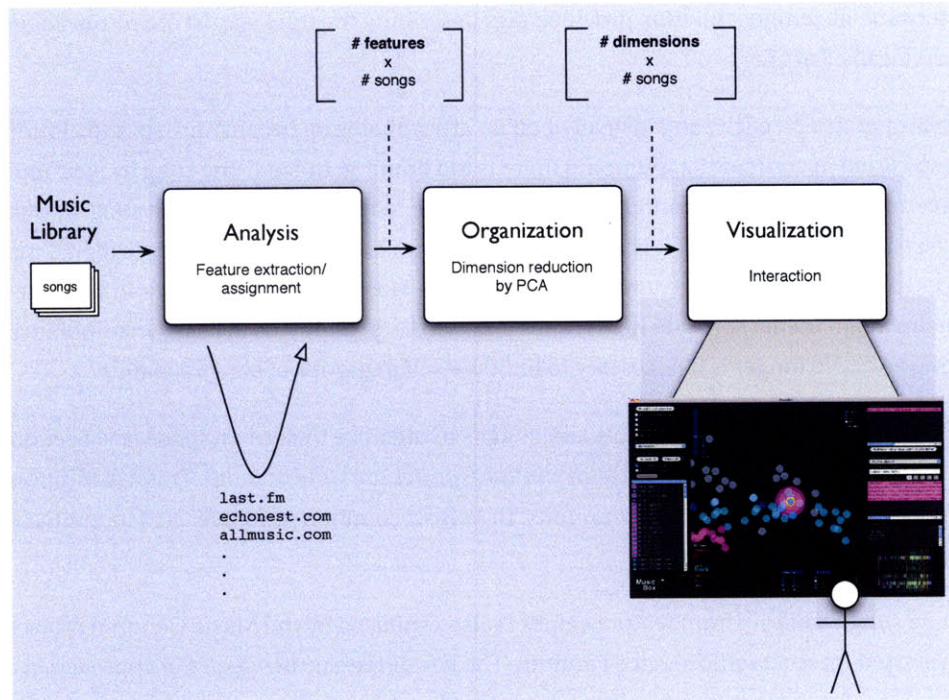 # features
x
# songs
# dimensions
x
# songs
Music
Library
songs
Analysis
Feature extraction/
assignment
Organization
Dimension reduction
by PCA
Visualization
Interaction
last.fm
echonest.com
allmusic.com
.
.
Music
Box